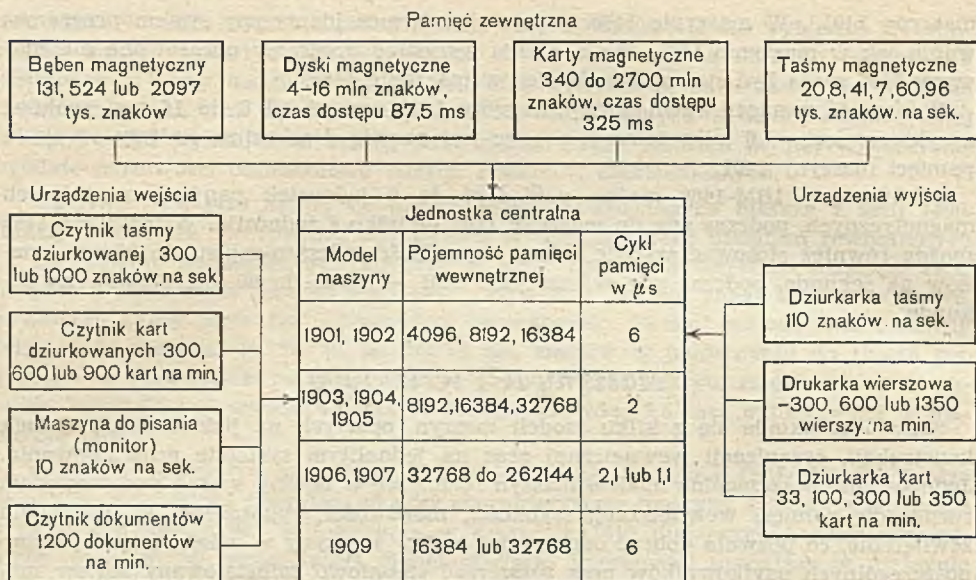 Pamięć zewnętrzna
Bęben magnetyczny
131, 524 lub 2097
tys. znaków
Dyski magnetyczne
4-16 mln znaków,
czas dostępu 87,5 ms
Karty magnetyczne
340 do 2700 mln
znaków, czas dostępu
325 ms
Taśmy magnetyczne
20,8, 41,7, 60,96
tys. znaków. na sek.
Urządzenia wejścia
Czytnik taśmy
dziurkowanej 300
lub 1000 znaków na sek
Czytnik kart
dziurkowanych 300,
600 lub 900 kart na min.
Maszyna do pisania
(monitor)
10 znaków na sek.
Czytnik dokumentów
1200 dokumentów
na min.
Jednostka centralna
Model
maszyny
Pojemność pamięci
wewnętrznej
Cykl
pamięci
w μs
1901, 1902 4096, 8192, 16384 6
1903, 1904,
1905 8192,16384,32768 2
1906,1907 32768 do 262144 2,1 lub 1,1
1909 16384 lub 32768 6
Urządzenia wyjścia
Dziurkarka taśmy
110 znaków. na sek.
Drukarka wierszowa
-300, 600 lub 1350
wierszy na min.
Dziurkarka kart
33, 100, 300 lub 350
kart na min.